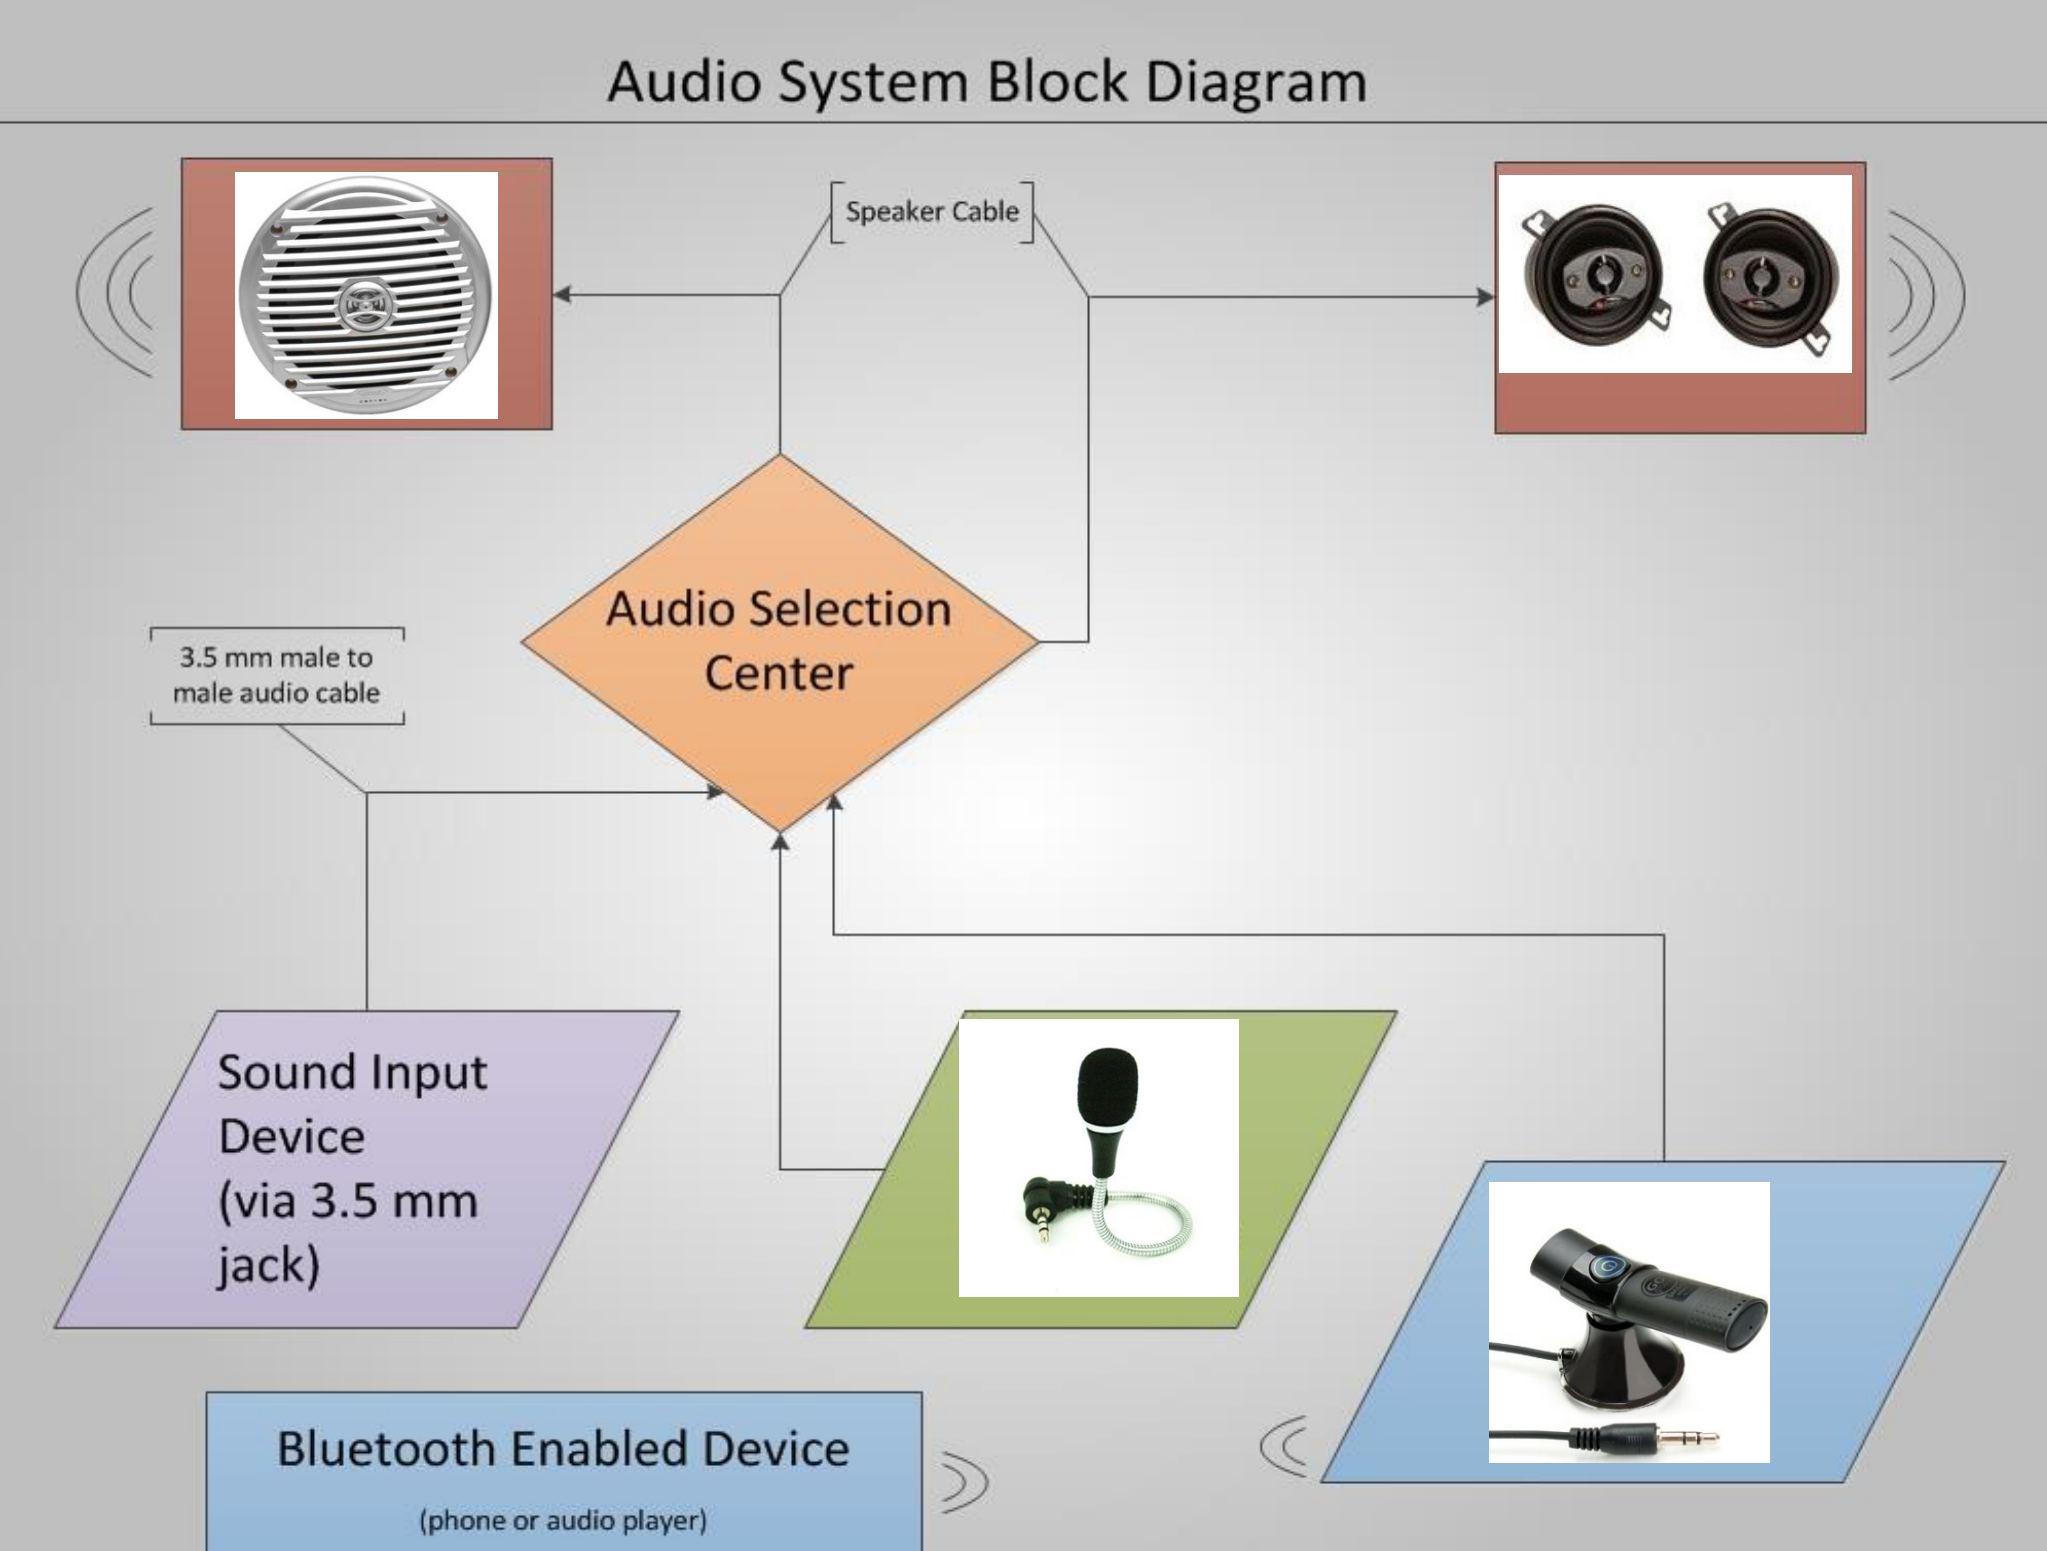 Audio System Block Diagram
Speaker Cable
Audio Selection
Center
3.5 mm male to
male audio cable
Sound Input
Device
(via 3.5 mm
jack)
Bluetooth Enabled Device
(phone or audio player)